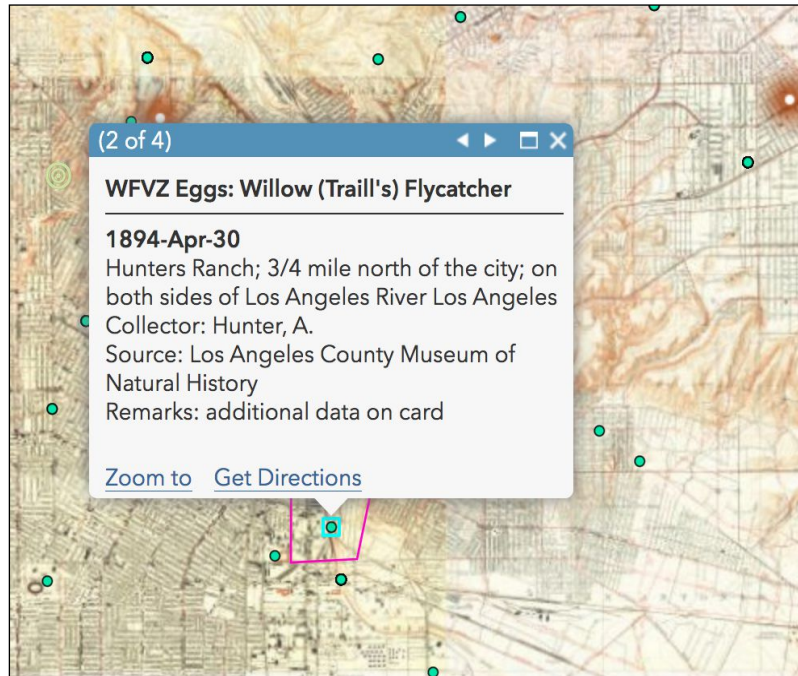 (2 of 4)
WFVZ Eggs: Willow (Traill's) Flycatcher
1894-Apr-30
Hunters Ranch; 3/4 mile north of the city; on
both sides of Los Angeles River Los Angeles
Collector: Hunter, A.
Source: Los Angeles County Museum of
Natural History
Remarks: additional data on card
Zoom to Get Directions